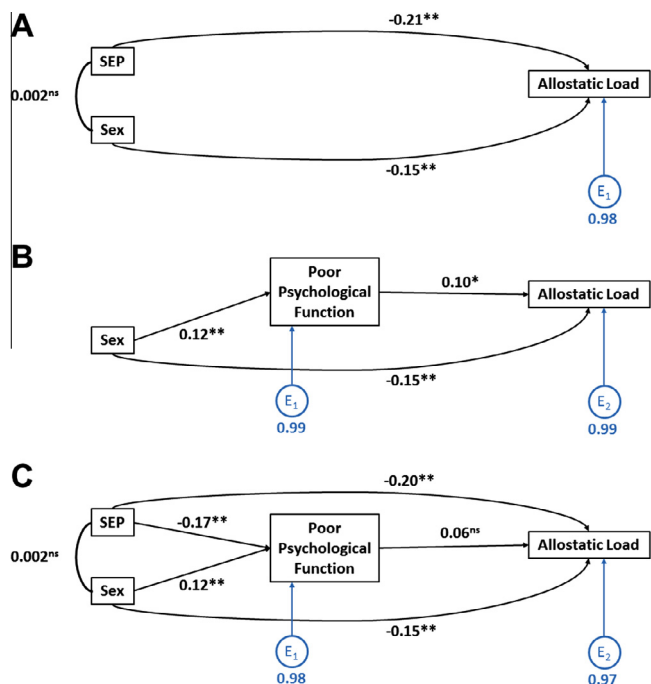 A
-0.21**
SEP
0.002ⁿˢ
Allostatic Load
Sex
-0.15**
E₁
0.98
B
Poor
Psychological
Function
0.10*
Allostatic Load
0.12**
Sex
-0.15**
E₁
0.99
E₂
0.99
C
-0.20**
SEP
-0.17**
Poor
Psychological
Function
0.06ⁿˢ
Allostatic Load
0.002ⁿˢ
0.12**
Sex
-0.15**
E₁
0.98
E₂
0.97